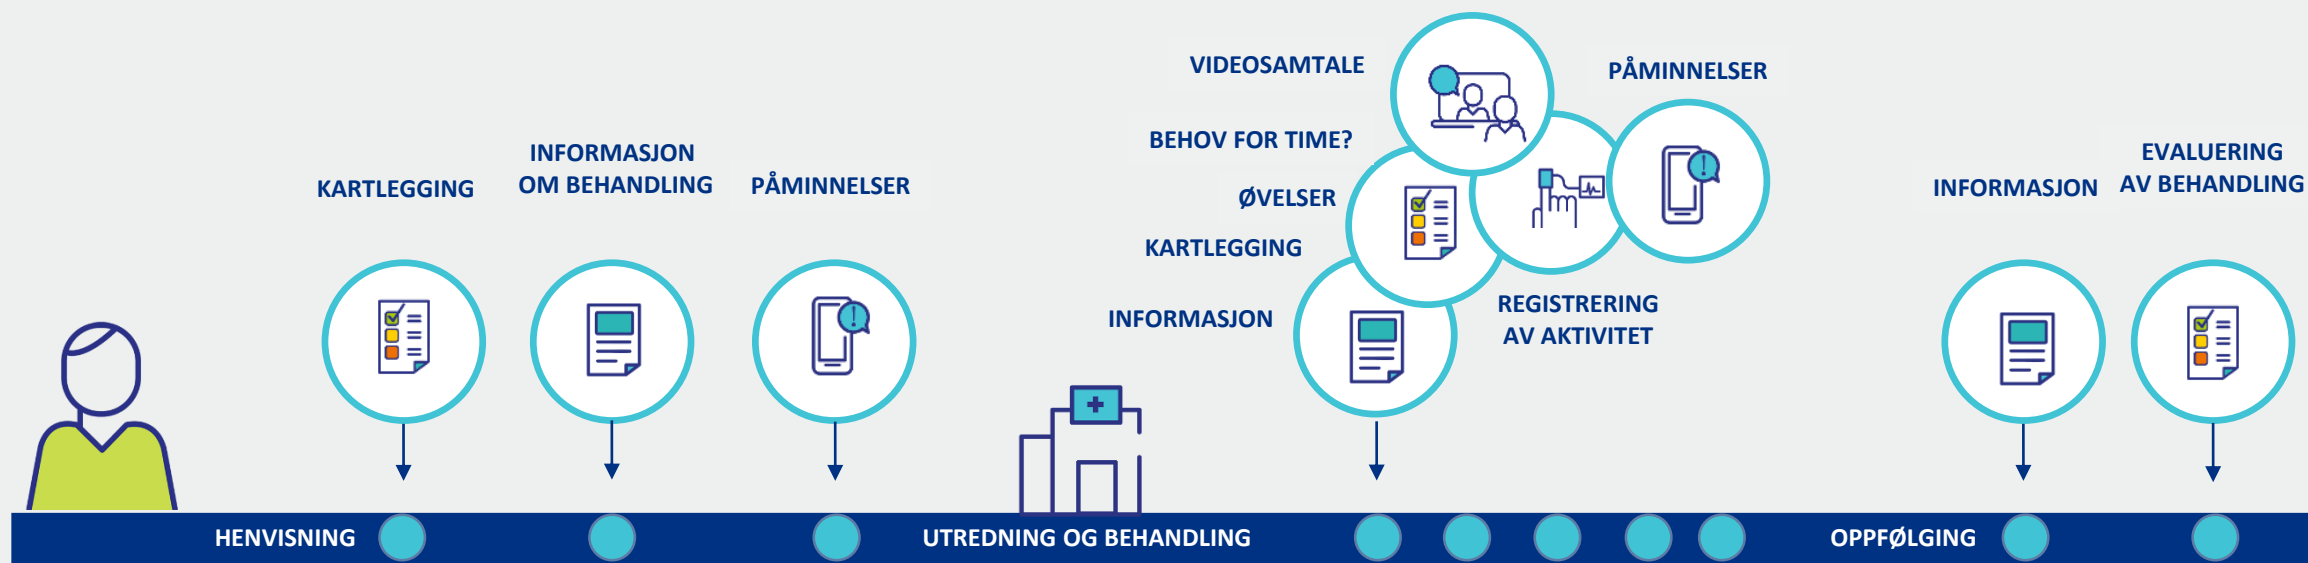 KARTLEGGING
INFORMASJON
OM BEHANDLING
PÅMINNELSER
VIDEOSAMTALE
BEHOV FOR TIME?
ØVELSER
KARTLEGGING
INFORMASJON
REGISTRERING
AV AKTIVITET
PÅMINNELSER
INFORMASJON
EVALUERING
AV BEHANDLING
HENVISNING
UTREDNING OG BEHANDLING
OPPFØLGING